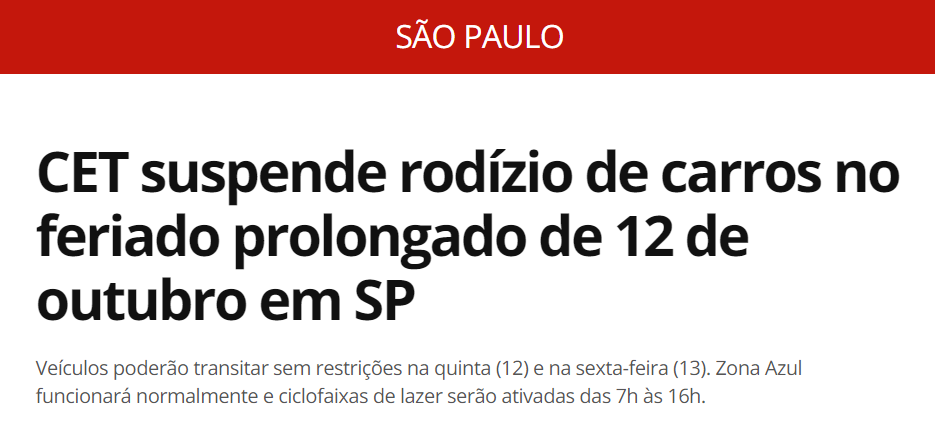 SÃO PAULO
CET suspende rodízio de carros no
feriado prolongado de 12 de
outubro em SP
Veículos poderão transitar sem restrições na quinta (12) e na sexta-feira (13). Zona Azul
funcionará normalmente e ciclofaixas de lazer serão ativadas das 7h às 16h.